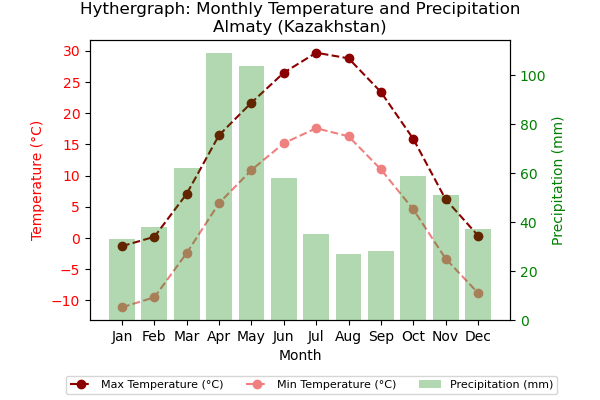 Hythergraph: Monthly Temperature and Precipitation
Almaty (Kazakhstan)
30
25
20
15
10
5
0
−5
−10
Temperature (°C)
100
80
60
40
20
0
Precipitation (mm)
Jan Feb Mar Apr May Jun Jul Aug Sep Oct Nov Dec
Month
Max Temperature (°C) Min Temperature (°C) Precipitation (mm)